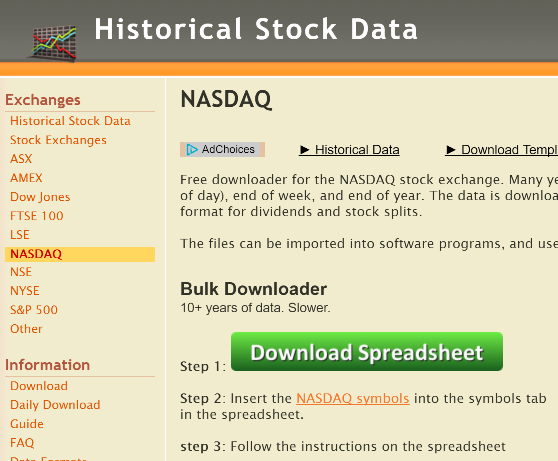 Historical Stock Data
Exchanges
Historical Stock Data
Stock Exchanges
ASX
AMEX
Dow Jones
FTSE 100
LSE
NASDAQ
NSE
NYSE
S&P 500
Other
Information
Download
Daily Download
Guide
FAQ
Data Formats
NASDAQ
AdChoices
► Historical Data
► Download Templ
Free downloader for the NASDAQ stock exchange. Many ye
of day), end of week, and end of year. The data is downloa
format for dividends and stock splits.
The files can be imported into software programs, and use
Bulk Downloader
10+ years of data. Slower.
Step 1: Download Spreadsheet
Step 2: Insert the NASDAQ symbols into the symbols tab
in the spreadsheet.
step 3: Follow the instructions on the spreadsheet